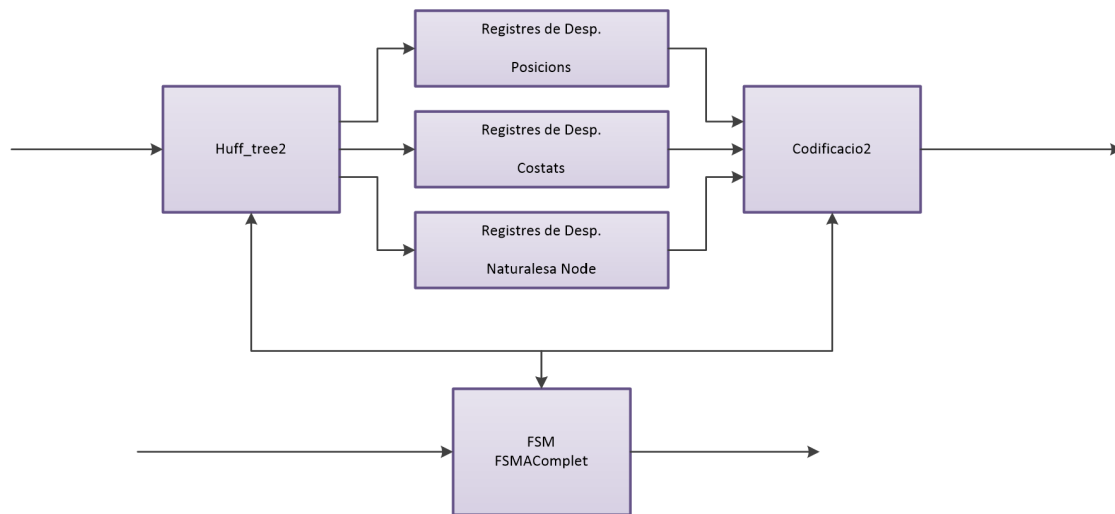 Registres de Desp.
Posicions
Huff_tree2
Registres de Desp.
Costats
Codificacio2
Registres de Desp.
Naturalesa Node
FSM
FSMAComplet